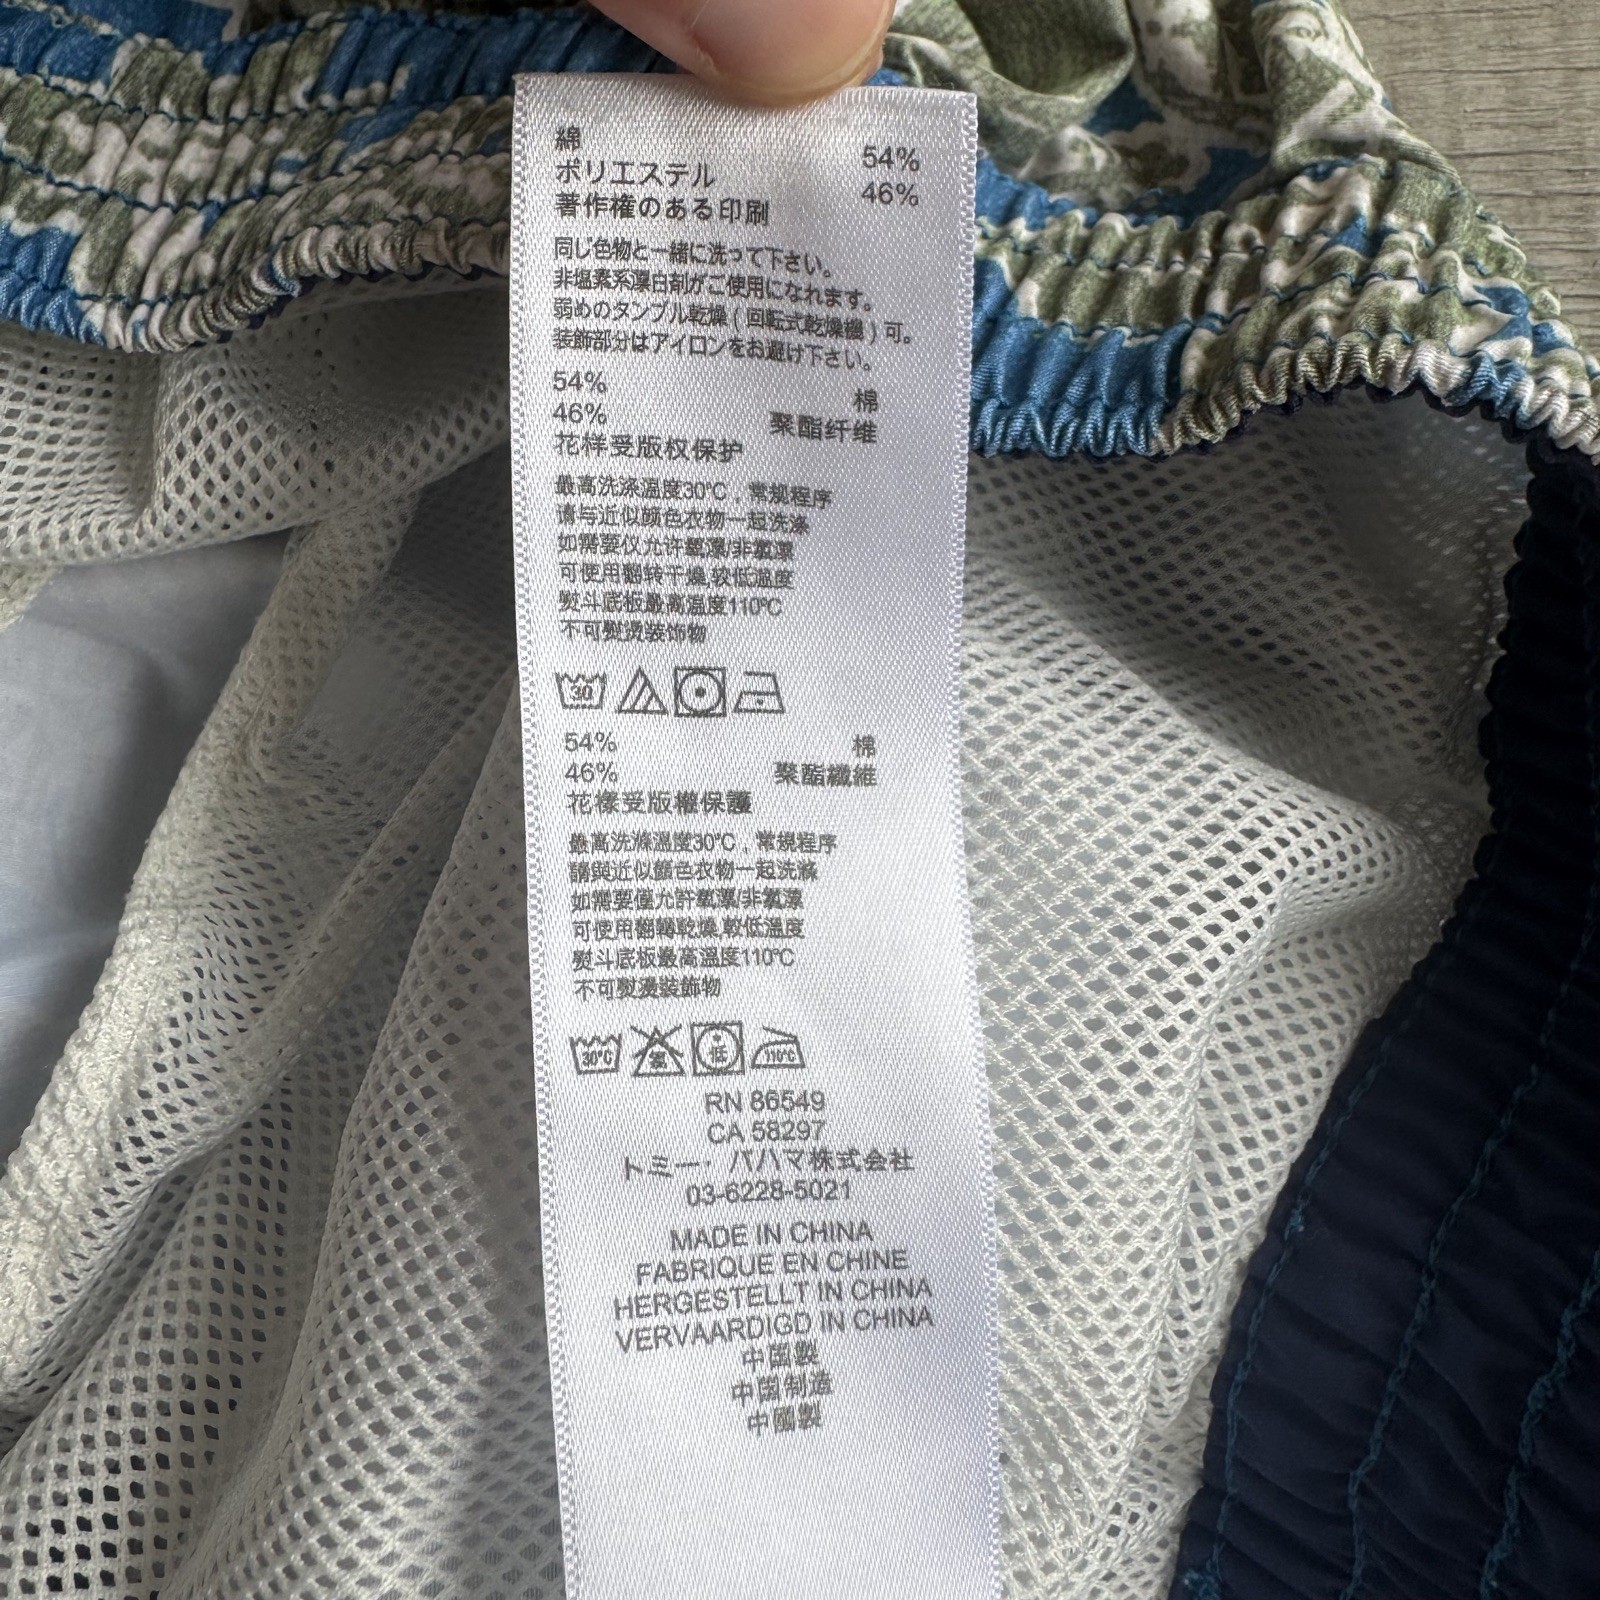 綿 54%
ポリエステル 46%
著作権のある印刷
同じ色物と一緒に洗って下さい。
非塩素系漂白剤がご使用になれます。
弱めのタンブル乾燥(回転式乾燥機)可。
装飾部分はアイロンをお避け下さい。
54% 棉
46% 聚酯纤维
花样受版权保护
最高洗涤温度30°C，常规程序
请与近似颜色衣物一起洗涤
如需要仅允许氧漂/非氯漂
可使用翻转干燥,较低温度
熨斗底板最高温度110°C
不可熨烫装饰物
30
54% 棉
46% 聚酯纖維
花樣受版權保護
最高洗滌溫度30°C，常規程序
請與近似顏色衣物一起洗滌
如需要僅允許氧漂/非氯漂
可使用翻轉乾燥,較低溫度
熨斗底板最高溫度110°C
不可熨燙裝飾物
30°C 低 110°C
RN 86549
CA 58297
トミー・バハマ株式会社
03-6228-5021
MADE IN CHINA
FABRIQUE EN CHINE
HERGESTELLT IN CHINA
VERVAARDIGD IN CHINA
中国製
中国制造
中國製